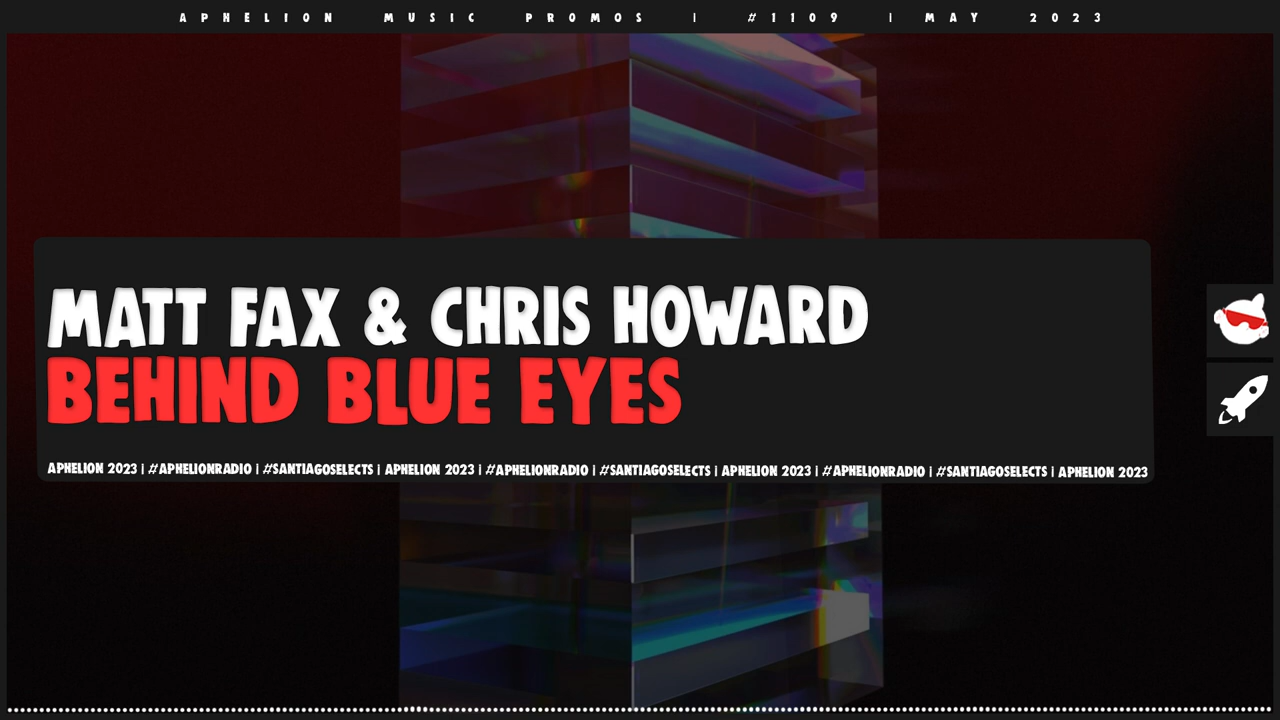 APHELION MUSIC PROMOS | #1109 | MAY 2023
MATT FAX & CHRIS HOWARD
BEHIND BLUE EYES
APHELION 2023 | #APHELIONRADIO | #SANTIAGOSELECTS | APHELION 2023 | #APHELIONRADIO | #SANTIAGOSELECTS | APHELION 2023 | #APHELIONRADIO | #SANTIAGOSELECTS | APHELION 2023